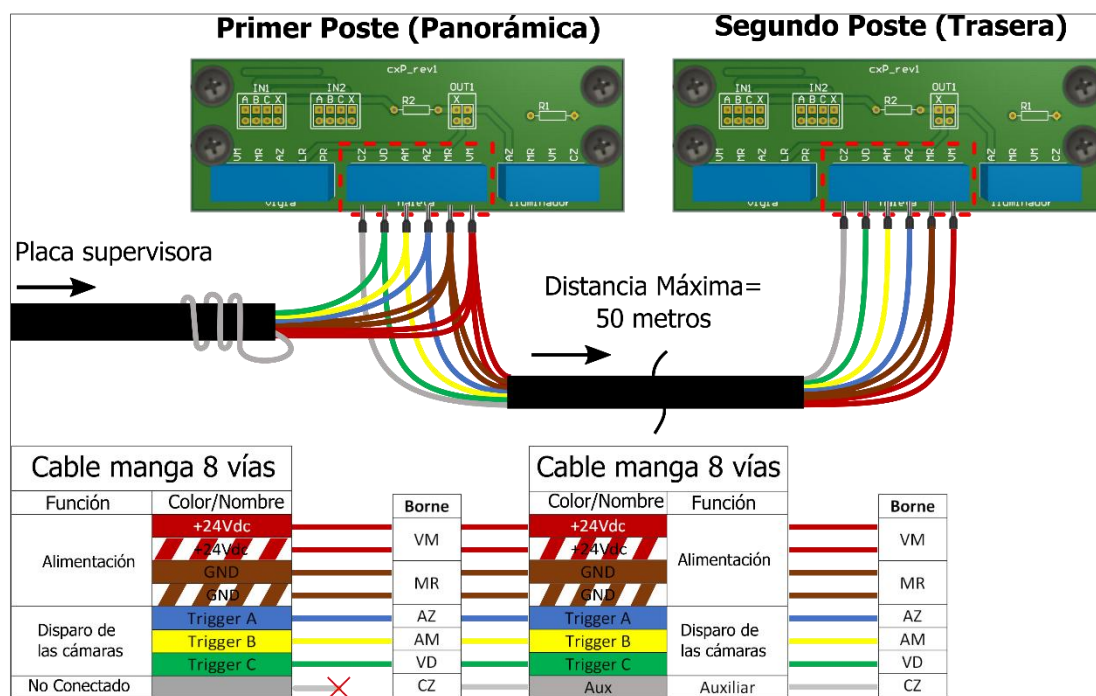 Primer Poste (Panorámica)
Segundo Poste (Trasera)
cxP_rev1
IN1
A B C X
IN2
A B C X
R2
OUT1
X
R1
VM MR AZ LR PR CZ VD AM AZ MR VM AZ MR VM CZ
Vigía
Iluminador
cxP_rev1
IN1
A B C X
IN2
A B C X
R2
OUT1
X
R1
VM MR AZ LR PR CZ VD AM AZ MR VM AZ MR VM CZ
Vigía
Iluminador
Placa supervisora
Distancia Máxima=
50 metros
Cable manga 8 vías
Función
Color/Nombre
Borne
Alimentación
+24Vdc
+24Vdc
VM
GND
GND
MR
Disparo de
las cámaras
Trigger A
AZ
Trigger B
AM
Trigger C
VD
No Conectado
CZ
Cable manga 8 vías
Color/Nombre
Función
Borne
+24Vdc
+24Vdc
Alimentación
VM
GND
GND
MR
Trigger A
Disparo de
las cámaras
AZ
Trigger B
AM
Trigger C
VD
Aux
Auxiliar
CZ